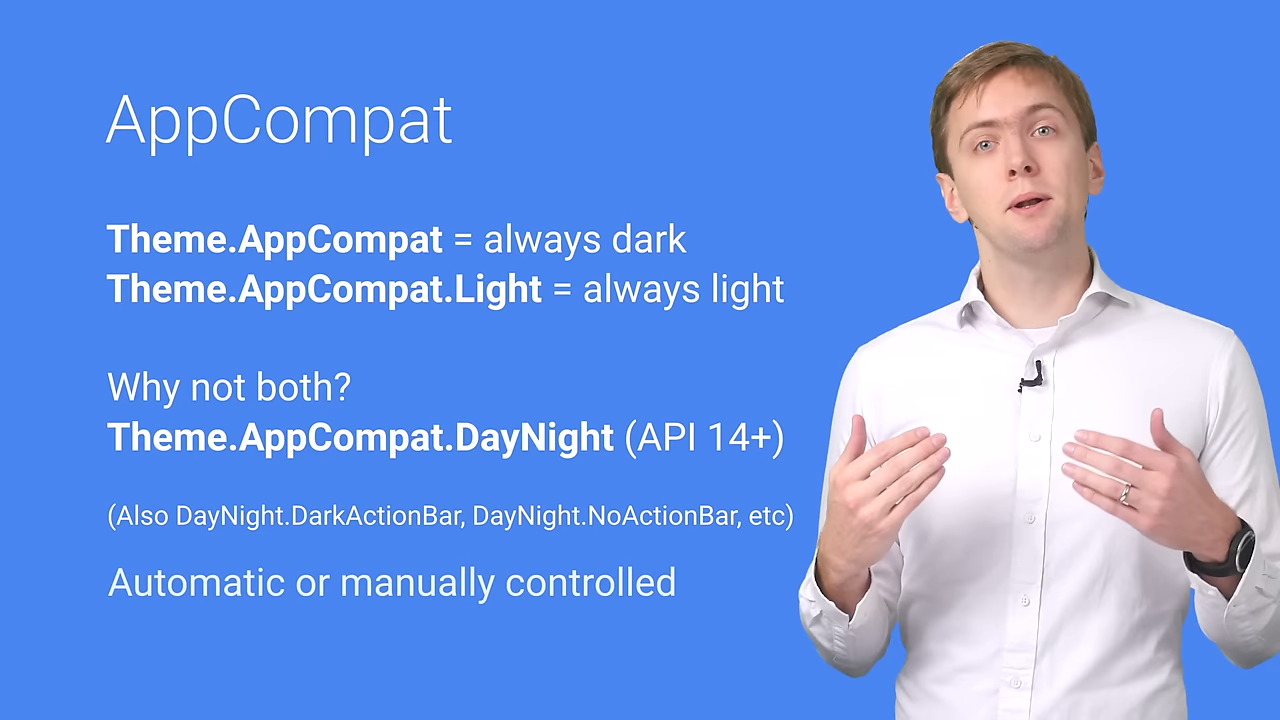 AppCompat
Theme.AppCompat = always dark
Theme.AppCompat.Light = always light
Why not both?
Theme.AppCompat.DayNight (API 14+)
(Also DayNight.DarkActionBar, DayNight.NoActionBar, etc)
Automatic or manually controlled